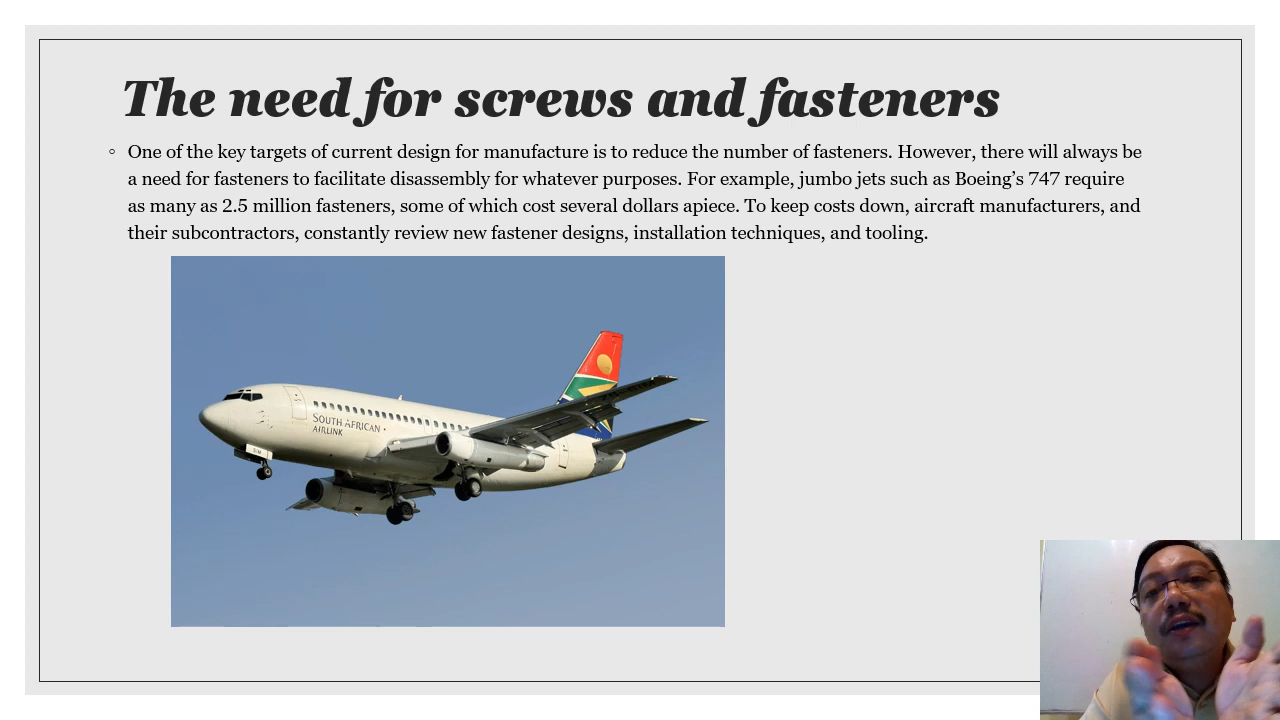 The need for screws and fasteners
◦ One of the key targets of current design for manufacture is to reduce the number of fasteners. However, there will always be
a need for fasteners to facilitate disassembly for whatever purposes. For example, jumbo jets such as Boeing’s 747 require
as many as 2.5 million fasteners, some of which cost several dollars apiece. To keep costs down, aircraft manufacturers, and
their subcontractors, constantly review new fastener designs, installation techniques, and tooling.
SOUTH AFRICAN
AIRLINK